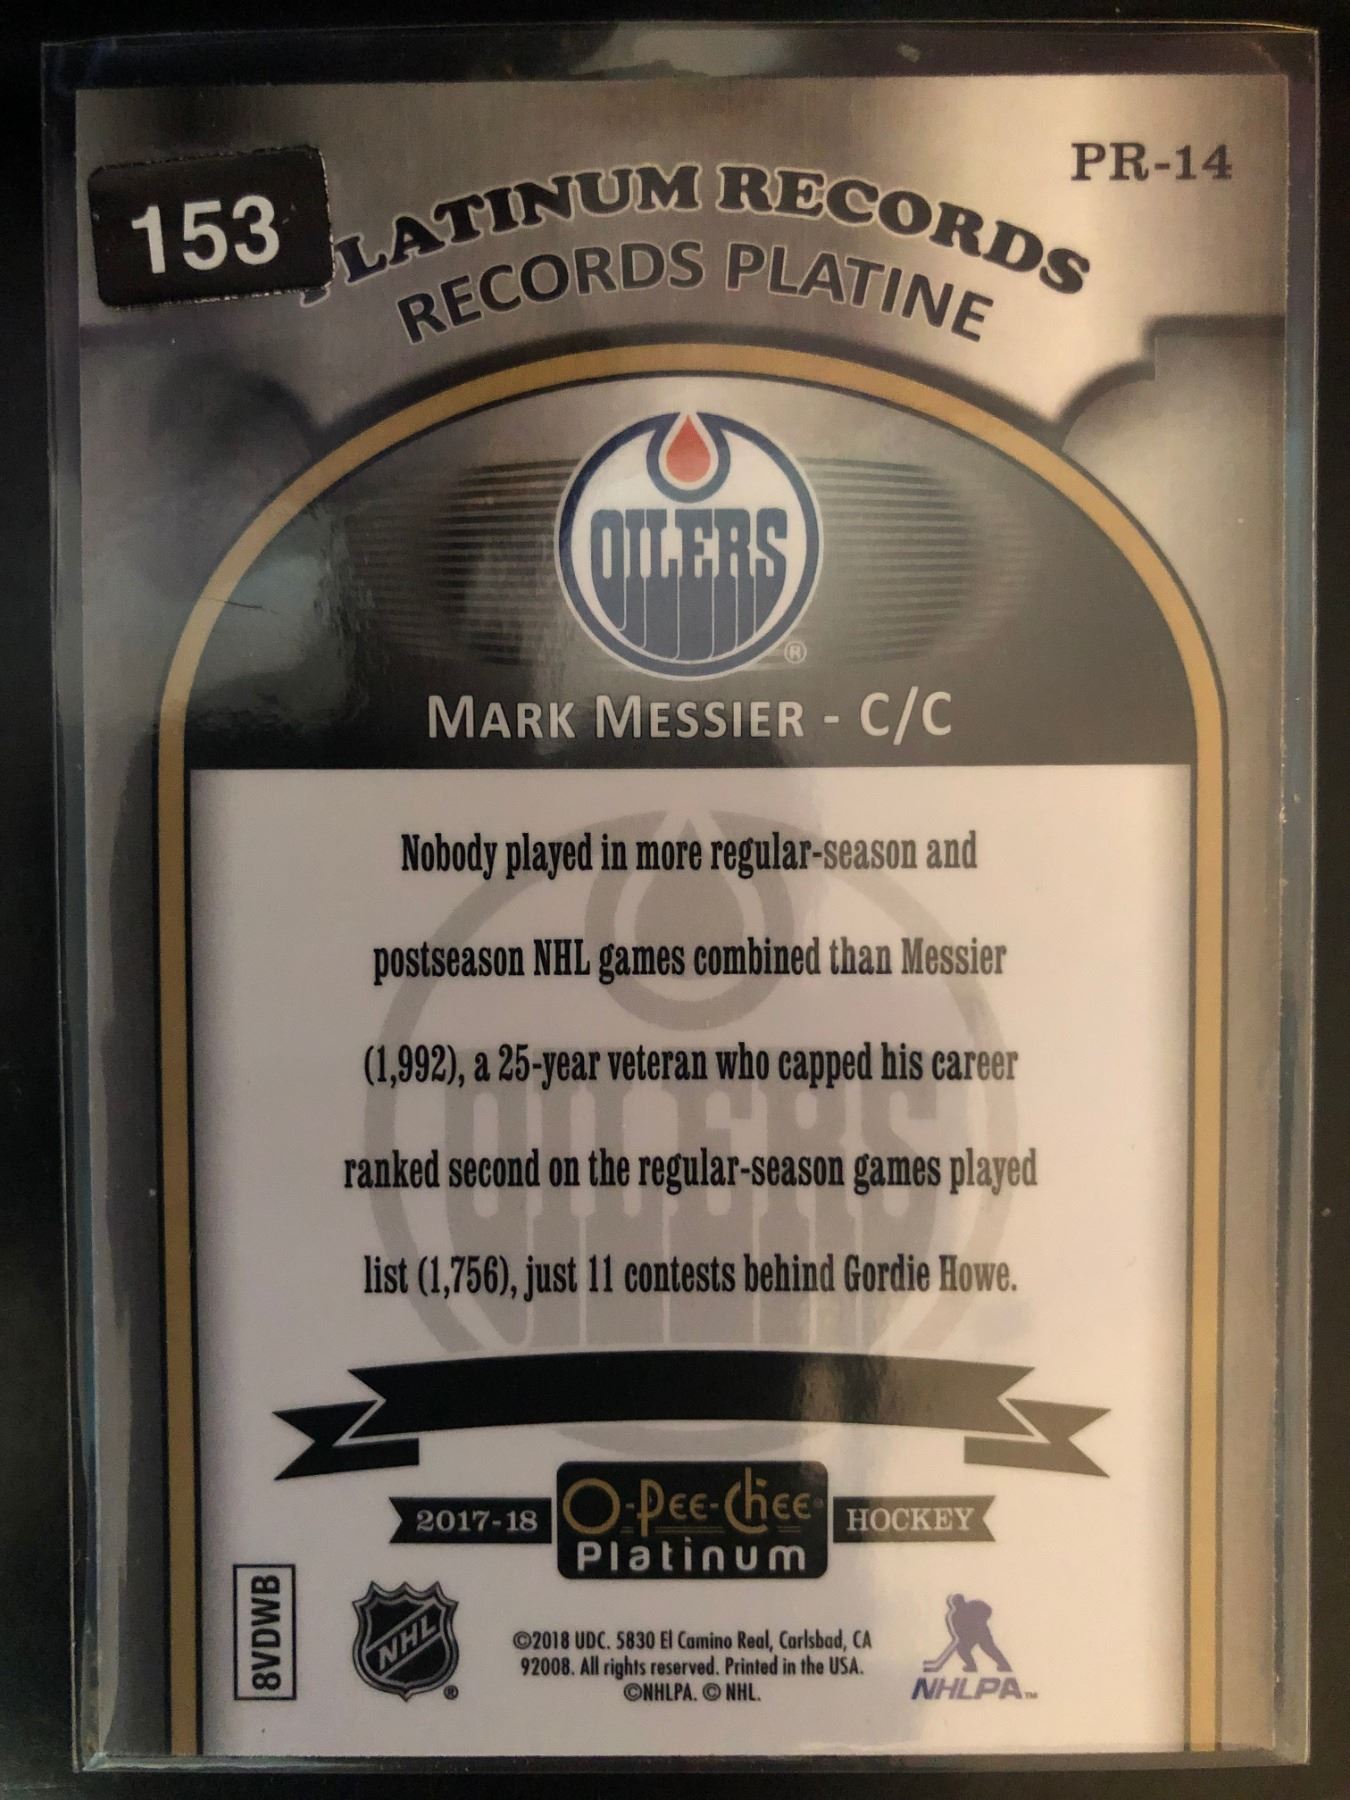 PR-14
153
PLATINUM RECORDS
RECORDS PLATINE
OILERS
®
MARK MESSIER - C/C
Nobody played in more regular-season and
postseason NHL games combined than Messier
(1,992), a 25-year veteran who capped his career
ranked second on the regular-season games played
list (1,756), just 11 contests behind Gordie Howe.
2017-18 O-Pee-Chee HOCKEY
Platinum
8VDWB
NHL ®
©2018 UDC. 5830 El Camino Real, Carlsbad, CA
92008. All rights reserved. Printed in the USA.
©NHLPA. © NHL.
NHLPA™